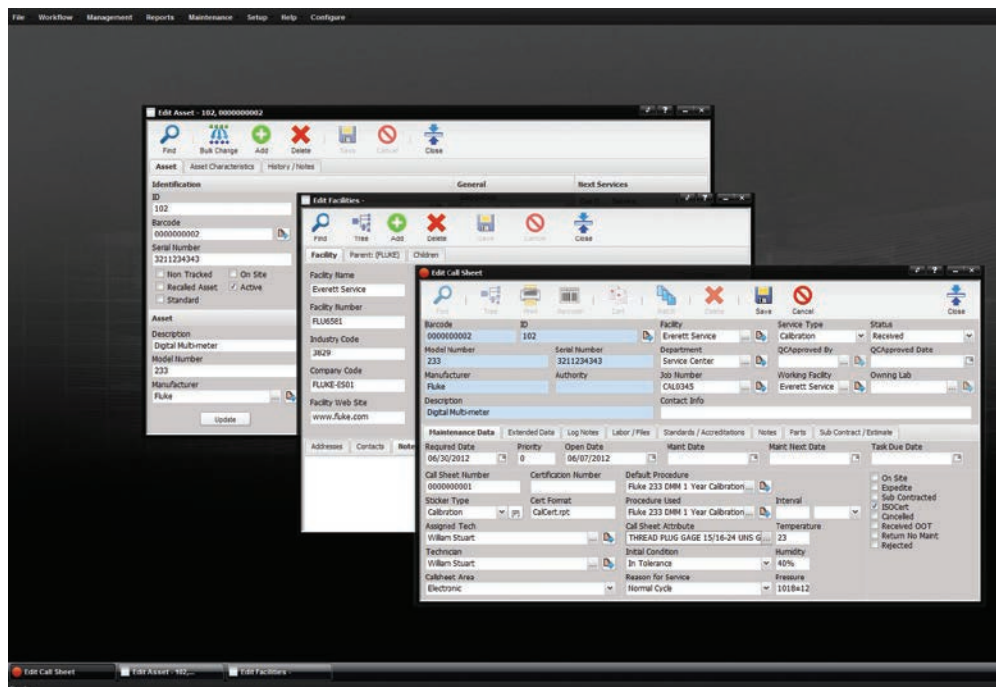 File Workflow Management Reports Maintenance Setup Help Configure
Edit Asset - 102, 0000000002
Find Bulk Change Add Delete Save Cancel Close
Asset Asset Characteristics History / Notes
Identification General Next Services
ID
102
Barcode
0000000002
Serial Number
3211234343
Non Tracked On Site
Recalled Asset Active
Standard
Asset
Description
Digital Multi-meter
Model Number
233
Manufacturer
Fluke
Update
Edit Facilities -
Find Tree Add Delete Save Cancel Close
Facility Parent: (FLUKE) Children
Facility Name
Everett Service
Facility Number
FLU6581
Industry Code
3829
Company Code
FLUKE-ES01
Facility Web Site
www.fluke.com
Addresses Contacts Note
Edit Call Sheet
Find Tree Print Delete Save Cancel Close
Barcode ID Facility Service Type Status
0000000002 102 Everett Service Calibration Received
Model Number Serial Number Department QCApproved By QCApproved Date
233 3211234343 Service Center
Manufacturer Authority Job Number Working Facility Owning Lab
Fluke CAL0345 Everett Service
Description Contact Info
Digital Multi-meter
Maintenance Data Extended Data Log Notes Labor / Files Standards / Accreditations Notes Parts Sub Contract / Estimate
Required Date Priority Open Date Maint Date Maint Next Date Task Due Date
06/30/2012 0 06/07/2012
Call Sheet Number Certification Number Default Procedure
0000000001 Fluke 233 DMM 1 Year Calibration...
Sticker Type Cert Format Procedure Used Interval
Calibration CalCert.rpt Fluke 233 DMM 1 Year Calibration...
Assigned Tech Call Sheet Attribute Temperature
William Stuart THREAD PLUG GAGE 15/16-24 UNS G... 23
Technician Initial Condition Humidity
William Stuart In Tolerance 40%
Callsheet Area Reason for Service Pressure
Electronic Normal Cycle 1018±12
On Site
Expedite
Sub Contracted
ISOCert
Cancelled
Received OOT
Return No Maint
Rejected
Edit Call Sheet Edit Asset - 102,... Edit Facilities -